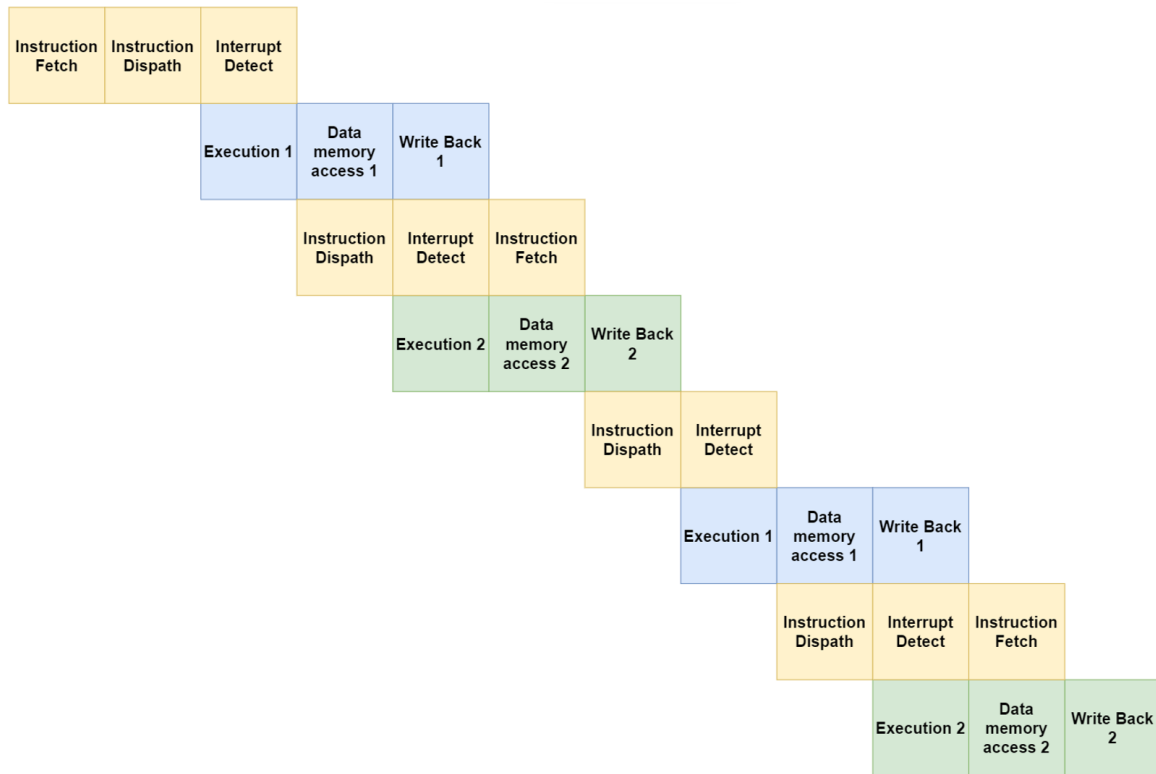 Instruction
Fetch
Instruction
Dispath
Interrupt
Detect
Execution 1
Data
memory
access 1
Write Back
1
Instruction
Dispath
Interrupt
Detect
Instruction
Fetch
Execution 2
Data
memory
access 2
Write Back
2
Instruction
Dispath
Interrupt
Detect
Execution 1
Data
memory
access 1
Write Back
1
Instruction
Dispath
Interrupt
Detect
Instruction
Fetch
Execution 2
Data
memory
access 2
Write Back
2